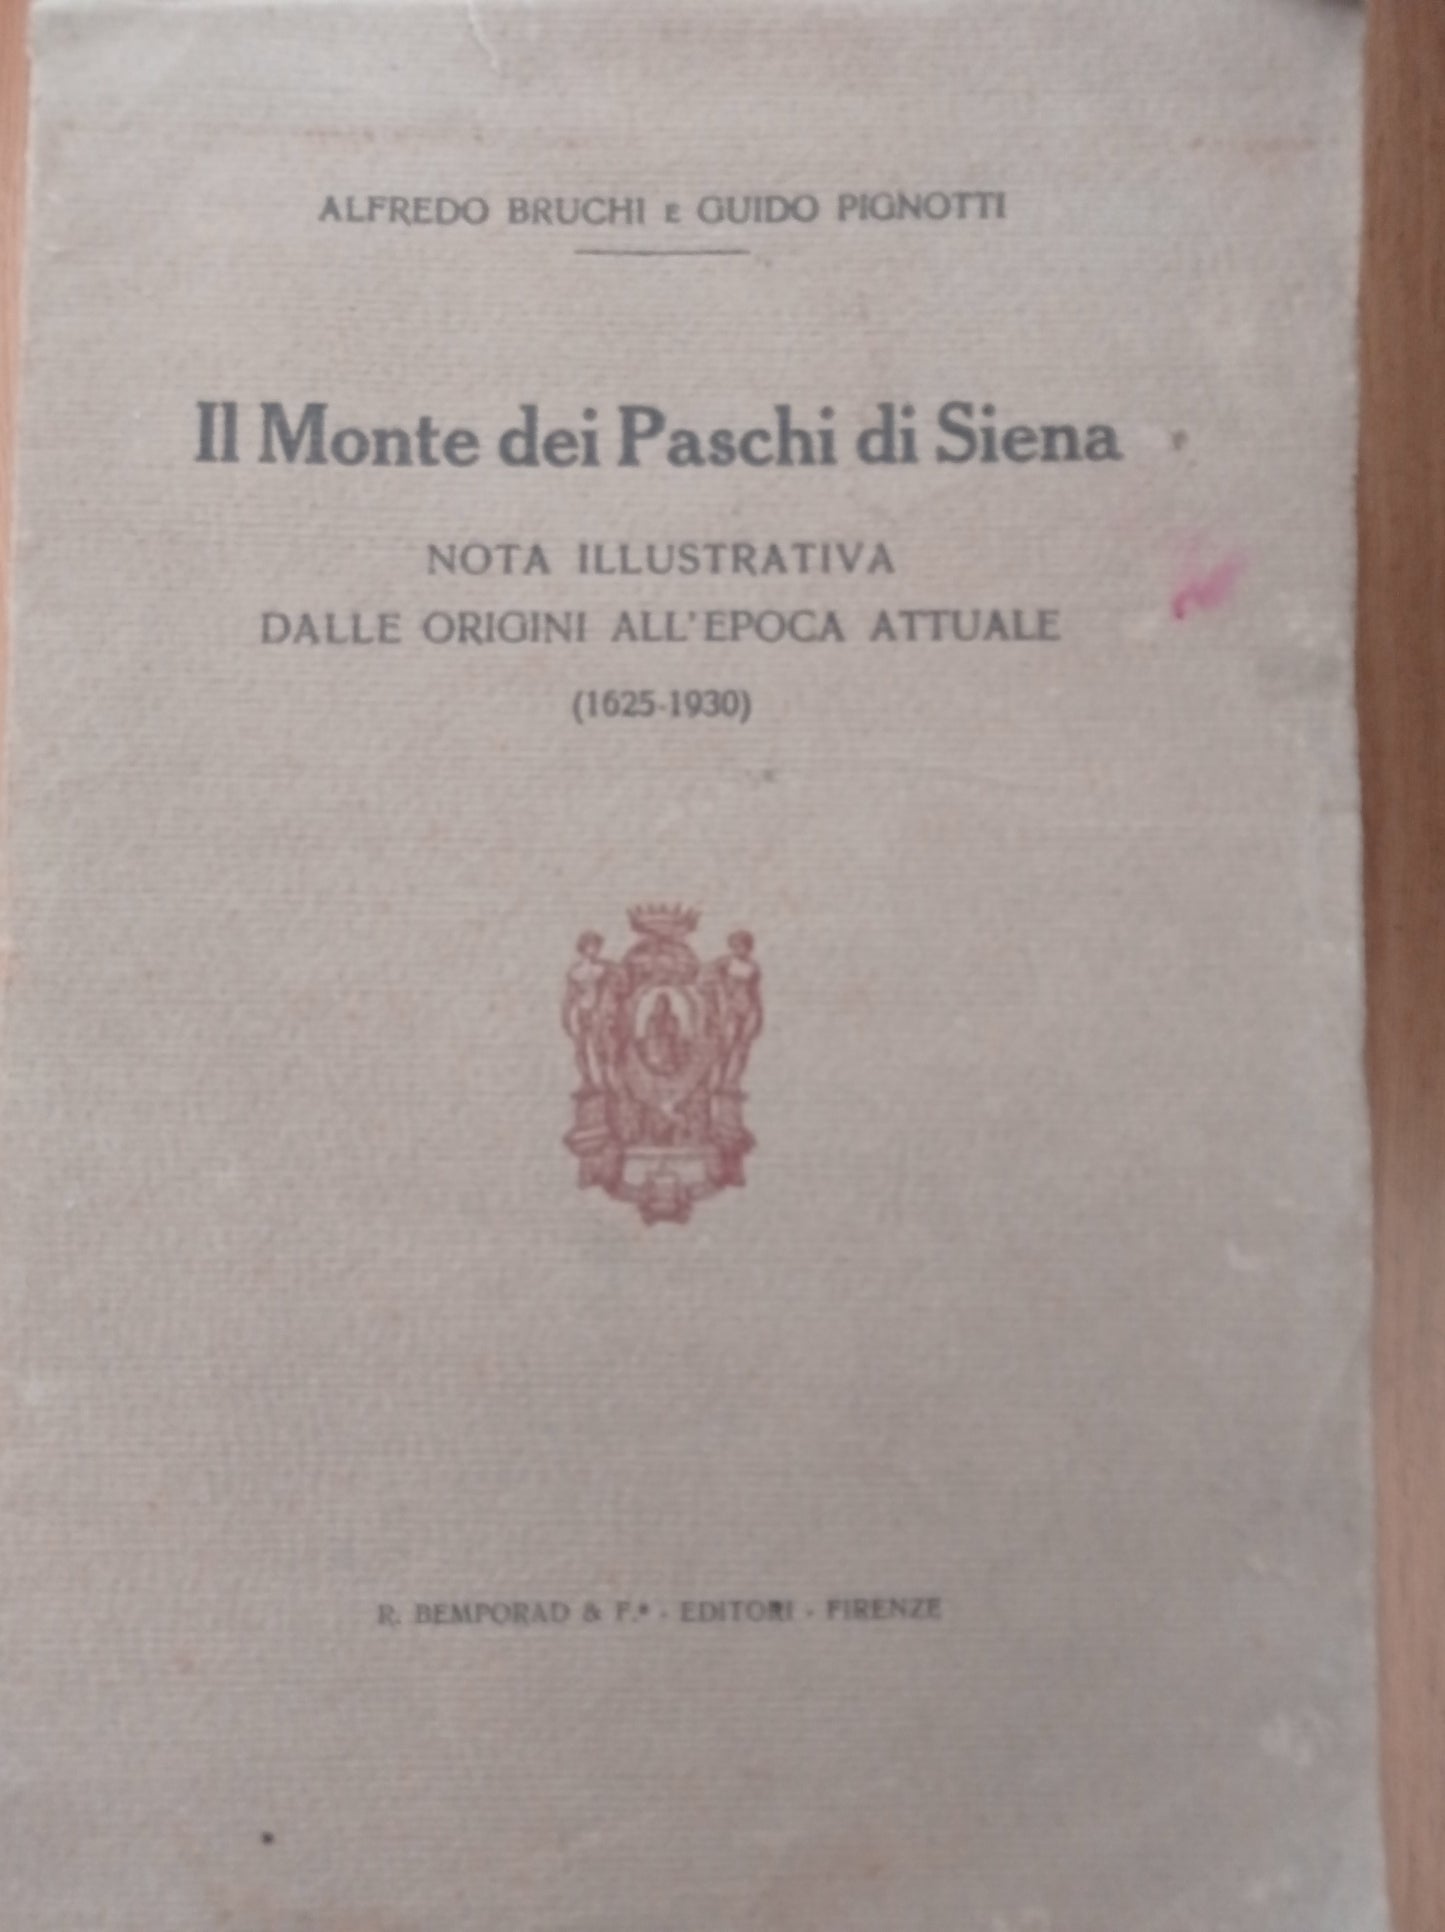 ALFREDO BRUCHI E GUIDO PIGNOTTI
Il Monte dei Paschi di Siena
NOTA ILLUSTRATIVA
DALLE ORIGINI ALL'EPOCA ATTUALE
(1625-1930)
R. BEMPORAD & F.º - EDITORI - FIRENZE